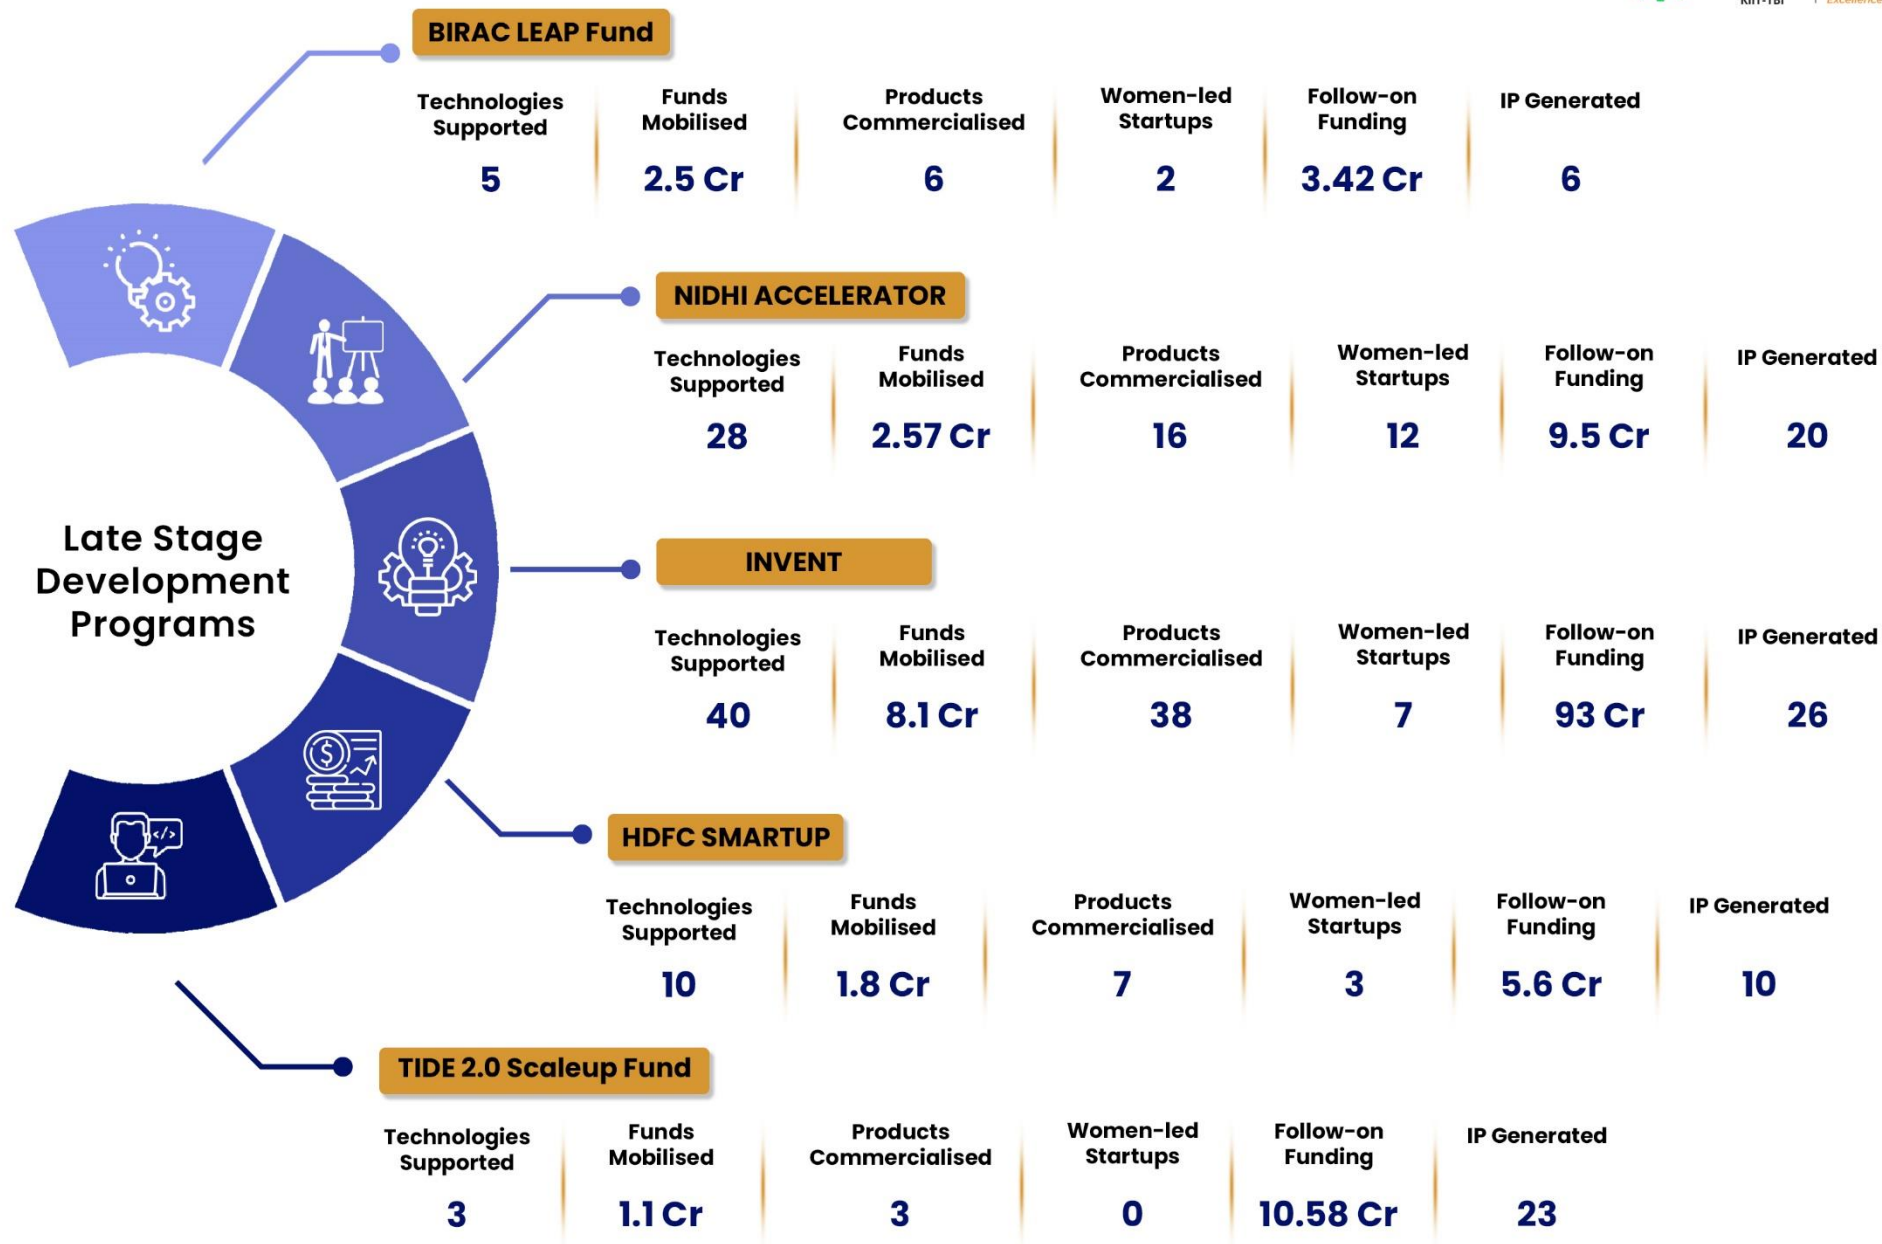 KIIT-TBI
Excellence
BIRAC LEAP Fund
Technologies
Supported
5
Funds
Mobilised
2.5 Cr
Products
Commercialised
6
Women-led
Startups
2
Follow-on
Funding
3.42 Cr
IP Generated
6
NIDHI ACCELERATOR
Technologies
Supported
28
Funds
Mobilised
2.57 Cr
Products
Commercialised
16
Women-led
Startups
12
Follow-on
Funding
9.5 Cr
IP Generated
20
Late Stage
Development
Programs
INVENT
Technologies
Supported
40
Funds
Mobilised
8.1 Cr
Products
Commercialised
38
Women-led
Startups
7
Follow-on
Funding
93 Cr
IP Generated
26
HDFC SMARTUP
Technologies
Supported
10
Funds
Mobilised
1.8 Cr
Products
Commercialised
7
Women-led
Startups
3
Follow-on
Funding
5.6 Cr
IP Generated
10
TIDE 2.0 Scaleup Fund
Technologies
Supported
3
Funds
Mobilised
1.1 Cr
Products
Commercialised
3
Women-led
Startups
0
Follow-on
Funding
10.58 Cr
IP Generated
23